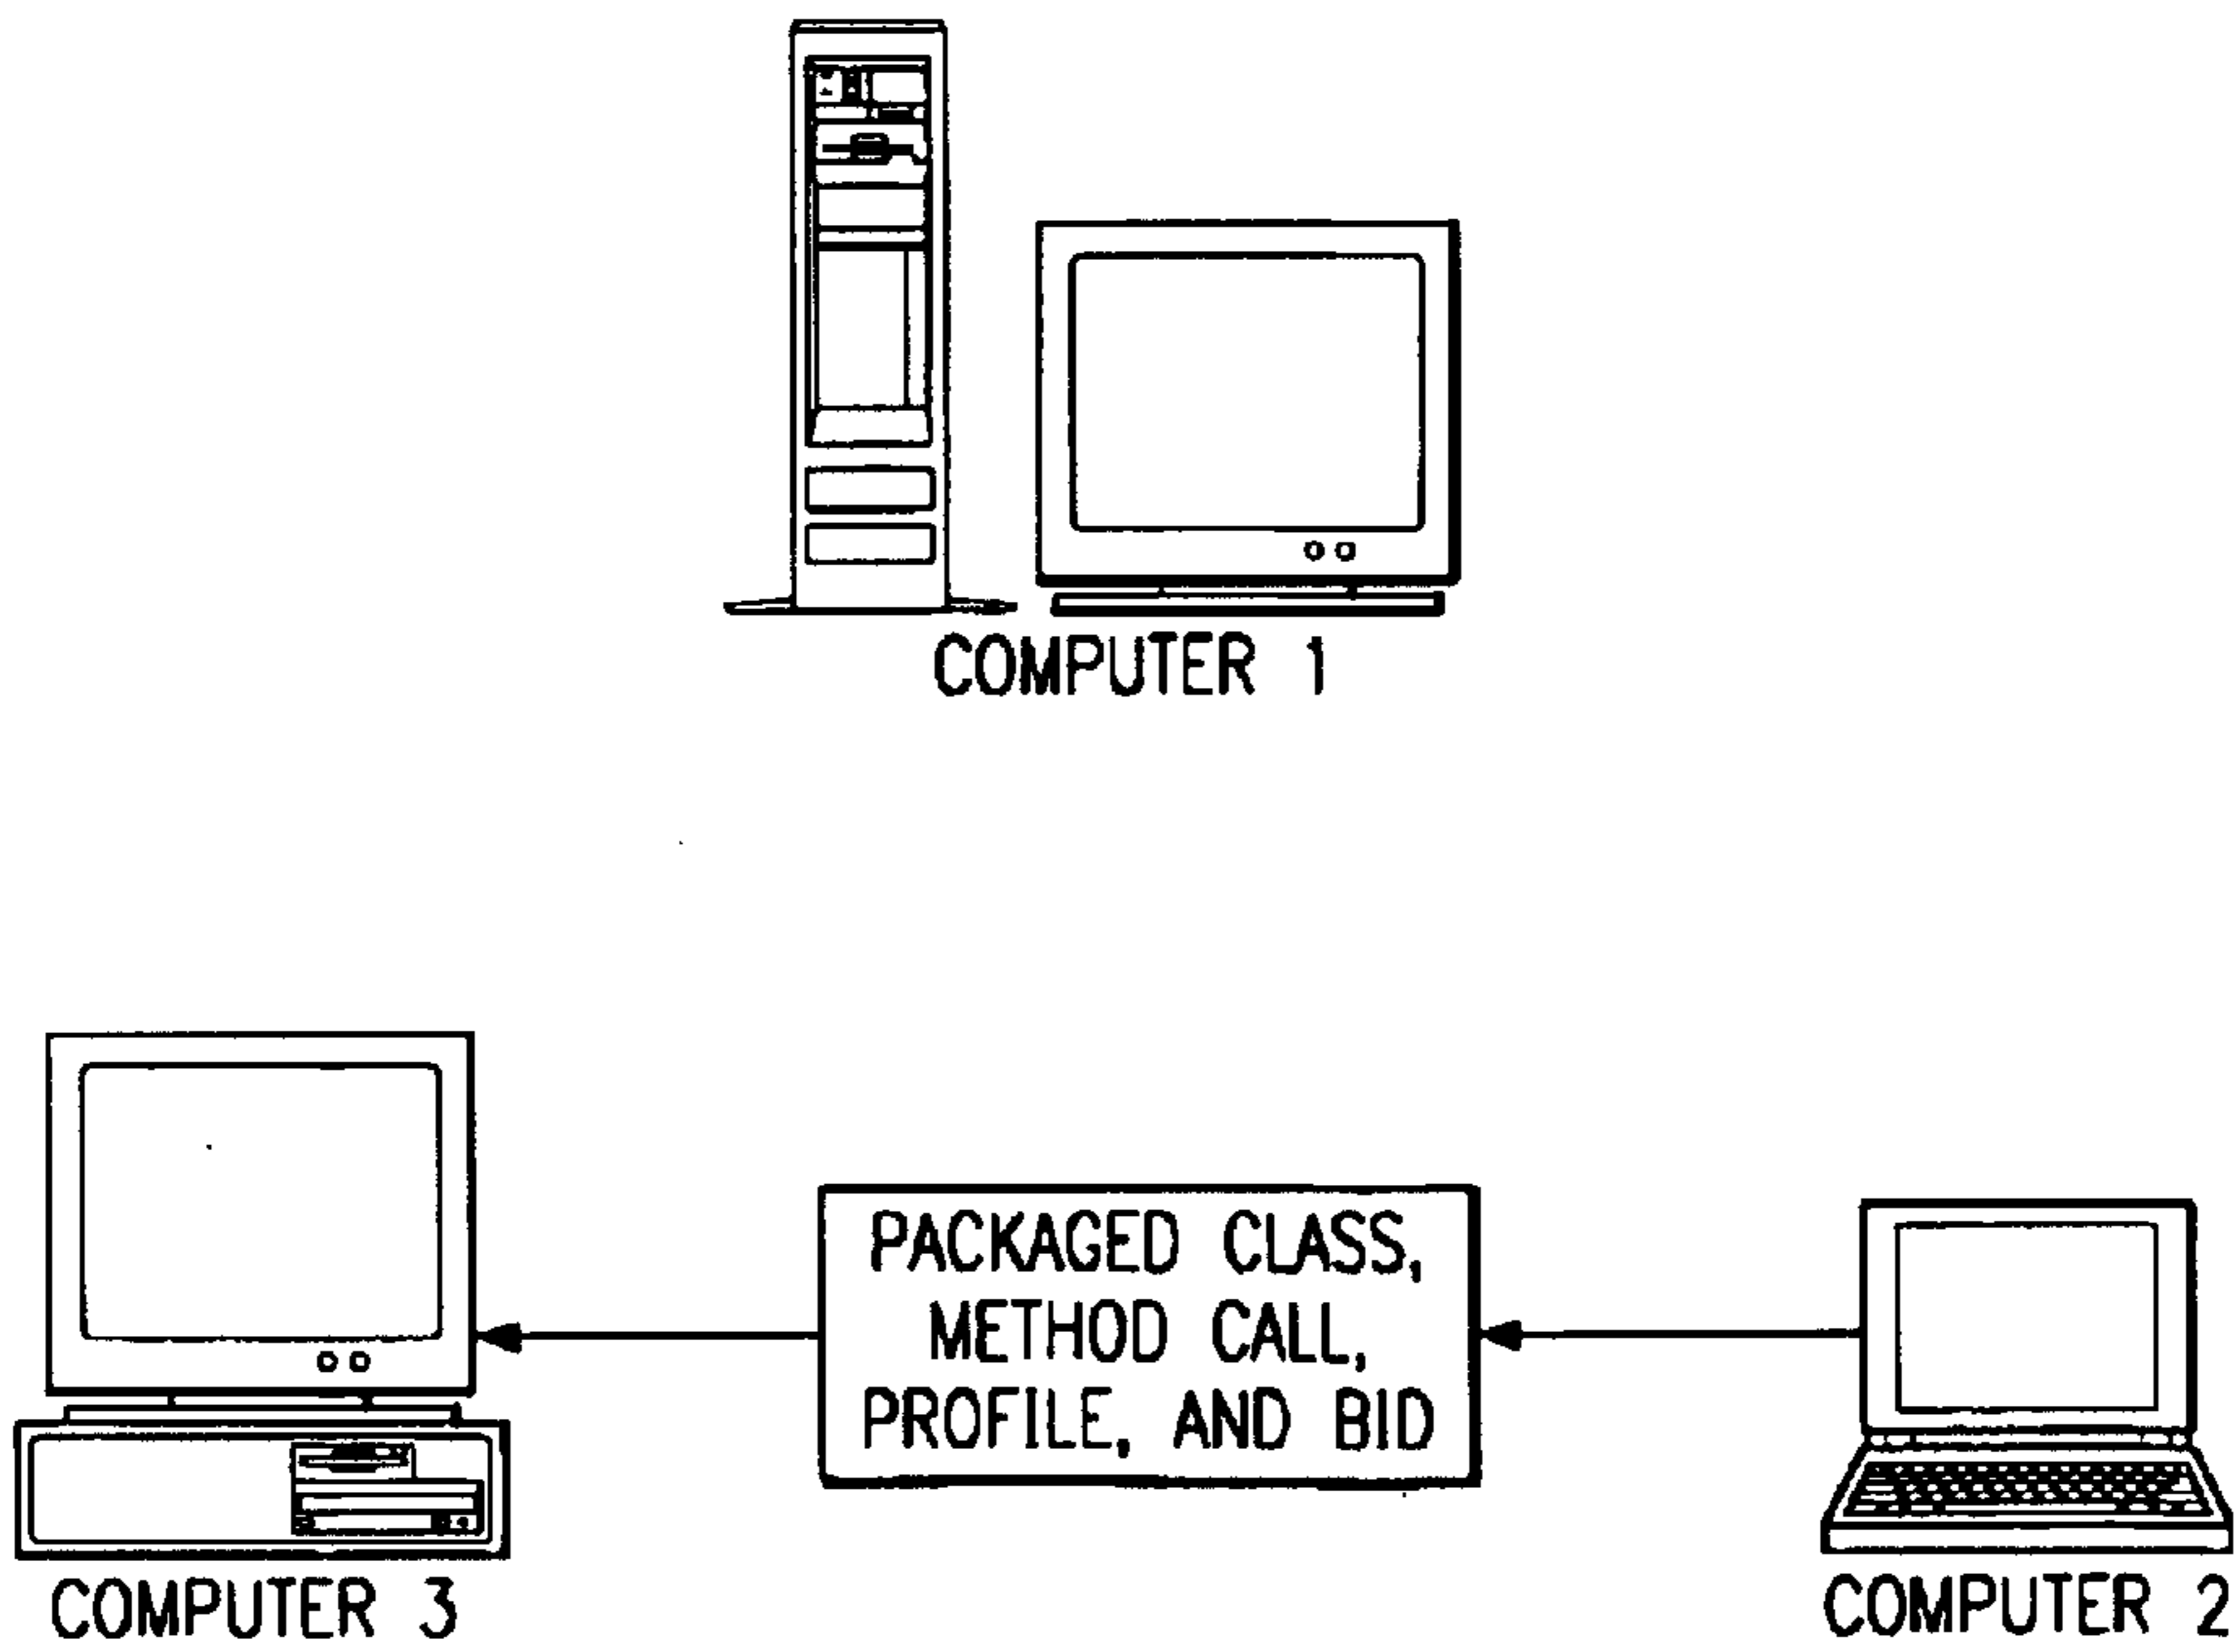 COMPUTER 1
PACKAGED CLASS,
METHOD CALL,
PROFILE, AND BID
COMPUTER 3
COMPUTER 2